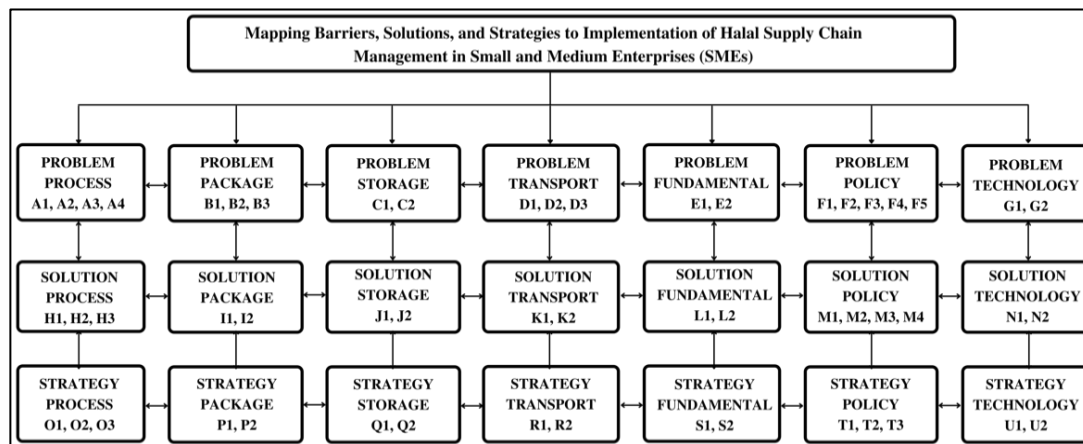 Mapping Barriers, Solutions, and Strategies to Implementation of Halal Supply Chain
Management in Small and Medium Enterprises (SMEs)
PROBLEM
PROCESS
A1, A2, A3, A4
PROBLEM
PACKAGE
B1, B2, B3
PROBLEM
STORAGE
C1, C2
PROBLEM
TRANSPORT
D1, D2, D3
PROBLEM
FUNDAMENTAL
E1, E2
PROBLEM
POLICY
F1, F2, F3, F4, F5
PROBLEM
TECHNOLOGY
G1, G2
SOLUTION
PROCESS
H1, H2, H3
SOLUTION
PACKAGE
I1, I2
SOLUTION
STORAGE
J1, J2
SOLUTION
TRANSPORT
K1, K2
SOLUTION
FUNDAMENTAL
L1, L2
SOLUTION
POLICY
M1, M2, M3, M4
SOLUTION
TECHNOLOGY
N1, N2
STRATEGY
PROCESS
O1, O2, O3
STRATEGY
PACKAGE
P1, P2
STRATEGY
STORAGE
Q1, Q2
STRATEGY
TRANSPORT
R1, R2
STRATEGY
FUNDAMENTAL
S1, S2
STRATEGY
POLICY
T1, T2, T3
STRATEGY
TECHNOLOGY
U1, U2